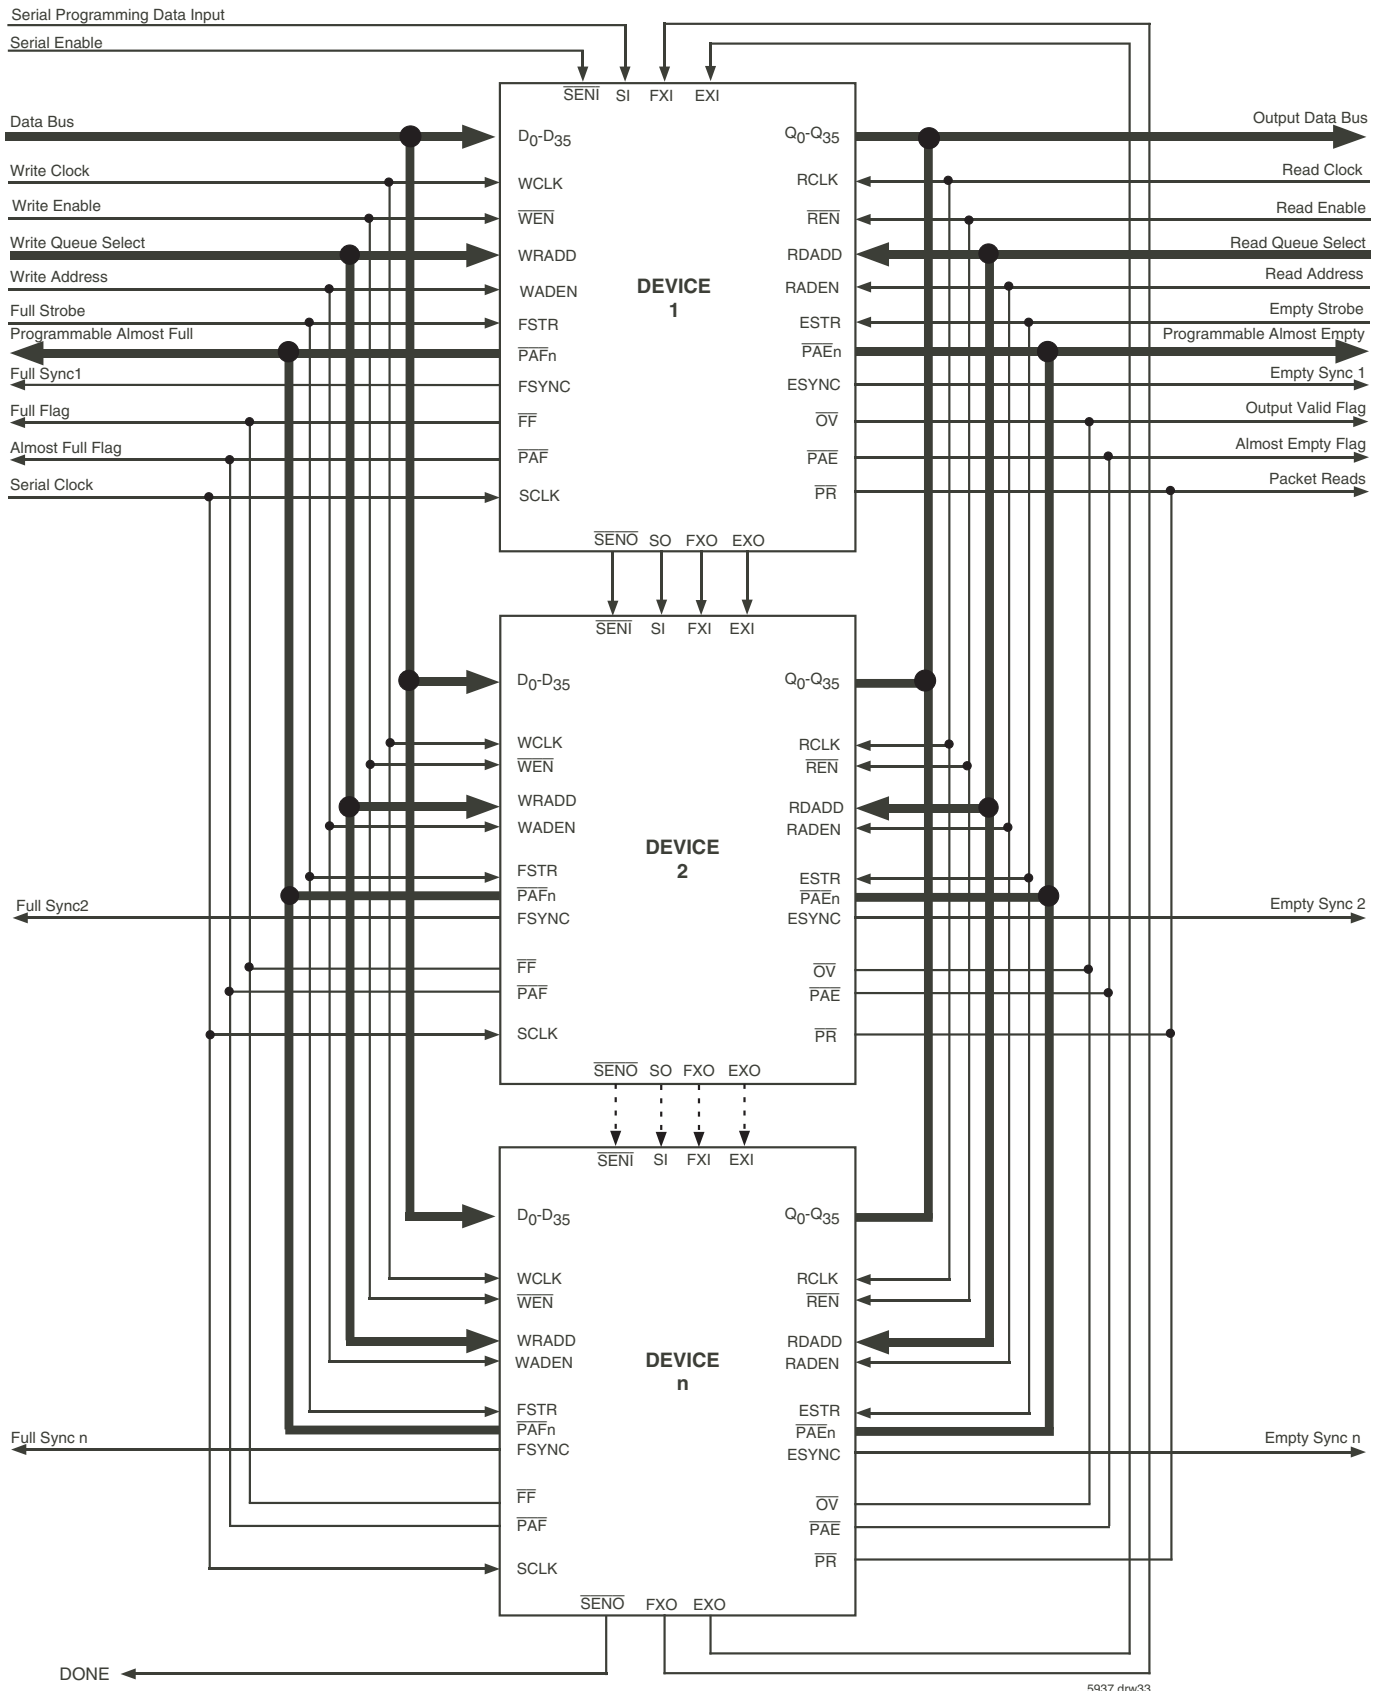 Serial Programming Data Input
Serial Enable
SENI SI FXI EXI
Data Bus
D0-D35
Q0-Q35
Output Data Bus
Write Clock
WCLK
RCLK
Read Clock
Write Enable
WEN
REN
Read Enable
Write Queue Select
WRADD
RDADD
Read Queue Select
Write Address
WADEN
RADEN
Read Address
DEVICE
1
Full Strobe
FSTR
ESTR
Empty Strobe
Programmable Almost Full
PAFn
PAEn
Programmable Almost Empty
Full Sync1
FSYNC
ESYNC
Empty Sync 1
Full Flag
FF
OV
Output Valid Flag
Almost Full Flag
PAF
PAE
Almost Empty Flag
Serial Clock
SCLK
PR
Packet Reads
SENO SO FXO EXO
SENI SI FXI EXI
D0-D35
Q0-Q35
WCLK
RCLK
WEN
REN
WRADD
RDADD
WADEN
RADEN
DEVICE
2
FSTR
ESTR
PAFn
PAEn
Full Sync2
FSYNC
ESYNC
Empty Sync 2
FF
OV
PAF
PAE
SCLK
PR
SENO SO FXO EXO
SENI SI FXI EXI
D0-D35
Q0-Q35
WCLK
RCLK
WEN
REN
WRADD
RDADD
WADEN
RADEN
DEVICE
n
FSTR
ESTR
PAFn
PAEn
Full Sync n
FSYNC
ESYNC
Empty Sync n
FF
OV
PAF
PAE
SCLK
PR
SENO FXO EXO
DONE
5937 drw33